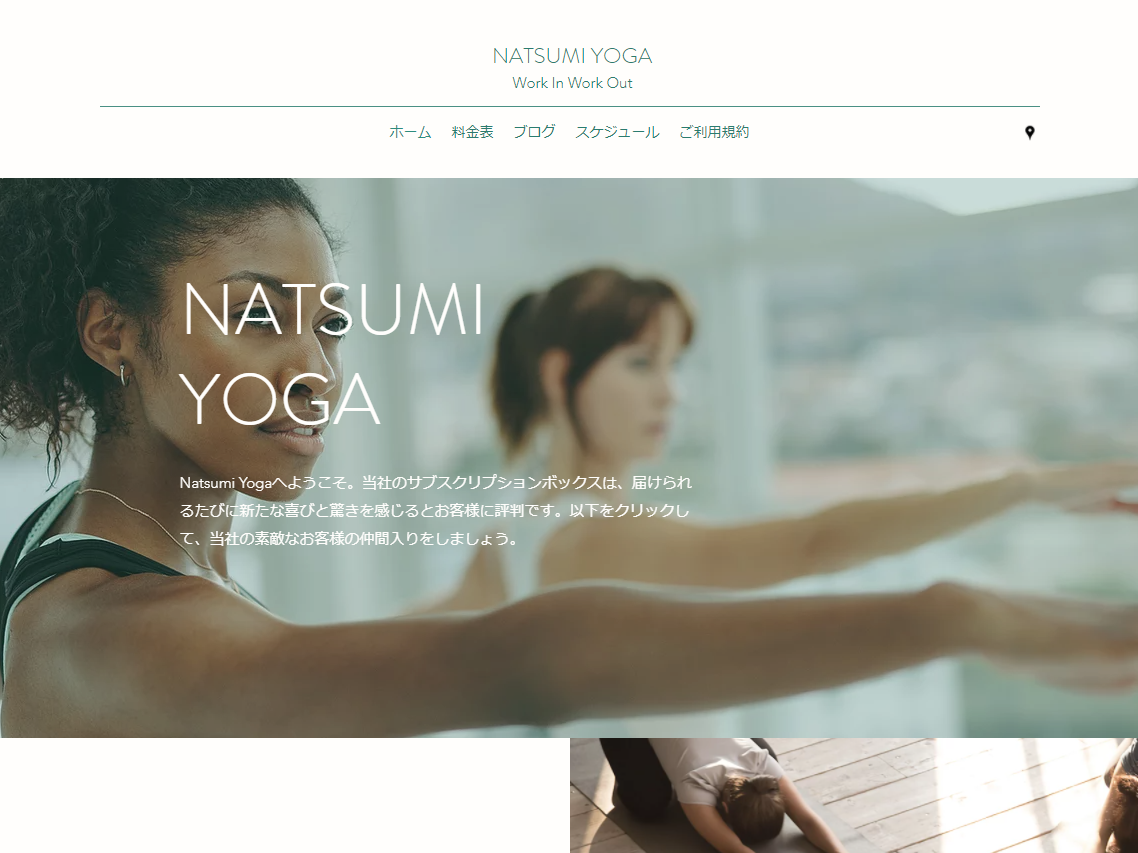 NATSUMI YOGA
Work In Work Out
ホーム 料金表 ブログ スケジュール ご利用規約
NATSUMI
YOGA
Natsumi Yogaへようこそ。当社のサブスクリプションボックスは、届けられ
るたびに新たな喜びと驚きを感じるとお客様に評判です。以下をクリックし
て、当社の素敵なお客様の仲間入りをしましょう。